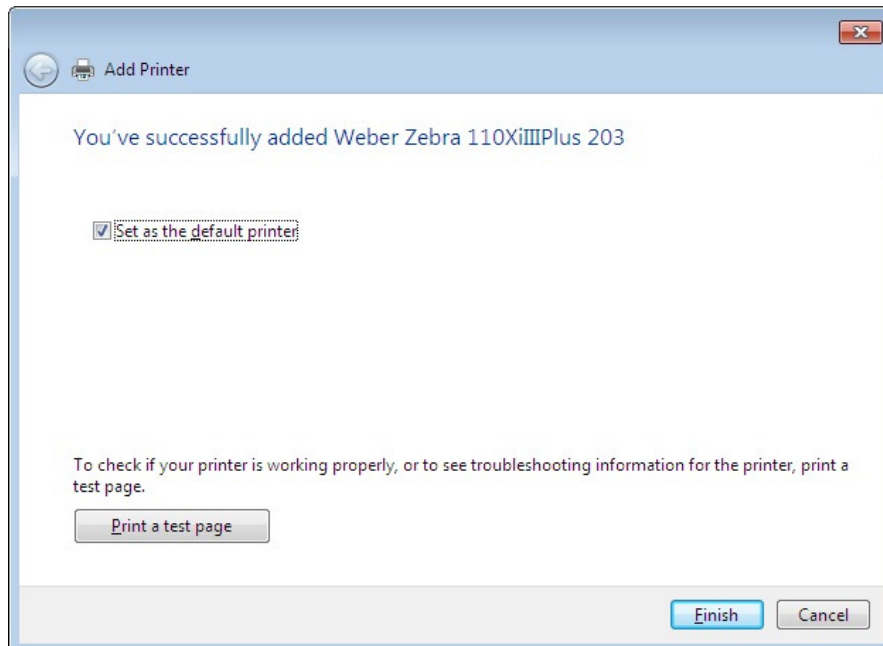 Add Printer
You've successfully added Weber Zebra 110XiIIIPlus 203
Set as the default printer
To check if your printer is working properly, or to see troubleshooting information for the printer, print a
test page.
Print a test page
Finish Cancel